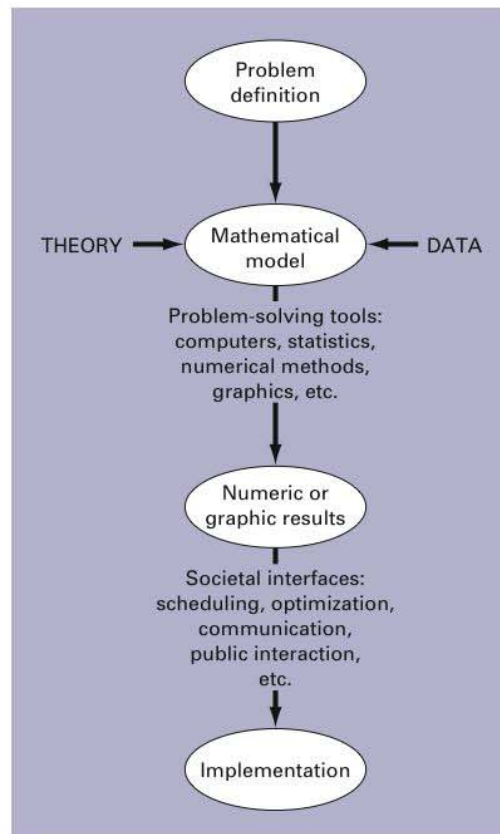 Problem
definition
THEORY
Mathematical
model
DATA
Problem-solving tools:
computers, statistics,
numerical methods,
graphics, etc.
Numeric or
graphic results
Societal interfaces:
scheduling, optimization,
communication,
public interaction,
etc.
Implementation